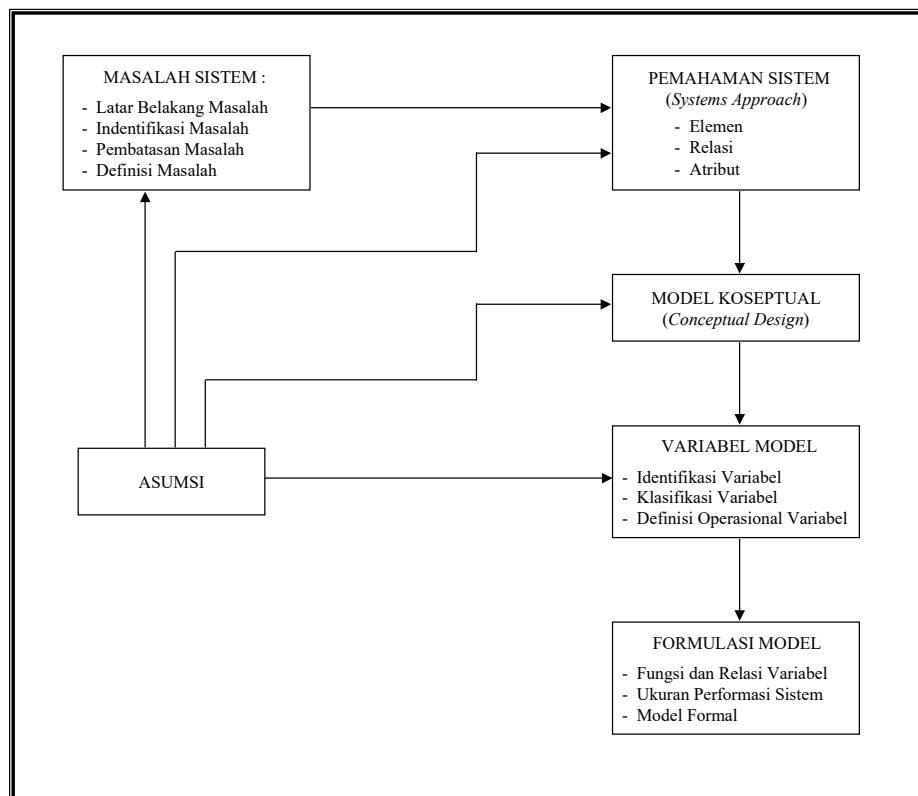 MASALAH SISTEM :
- Latar Belakang Masalah
- Indentifikasi Masalah
- Pembatasan Masalah
- Definisi Masalah
PEMAHAMAN SISTEM
(Systems Approach)
- Elemen
- Relasi
- Atribut
MODEL KOSEPTUAL
(Conceptual Design)
ASUMSI
VARIABEL MODEL
- Identifikasi Variabel
- Klasifikasi Variabel
- Definisi Operasional Variabel
FORMULASI MODEL
- Fungsi dan Relasi Variabel
- Ukuran Performasi Sistem
- Model Formal